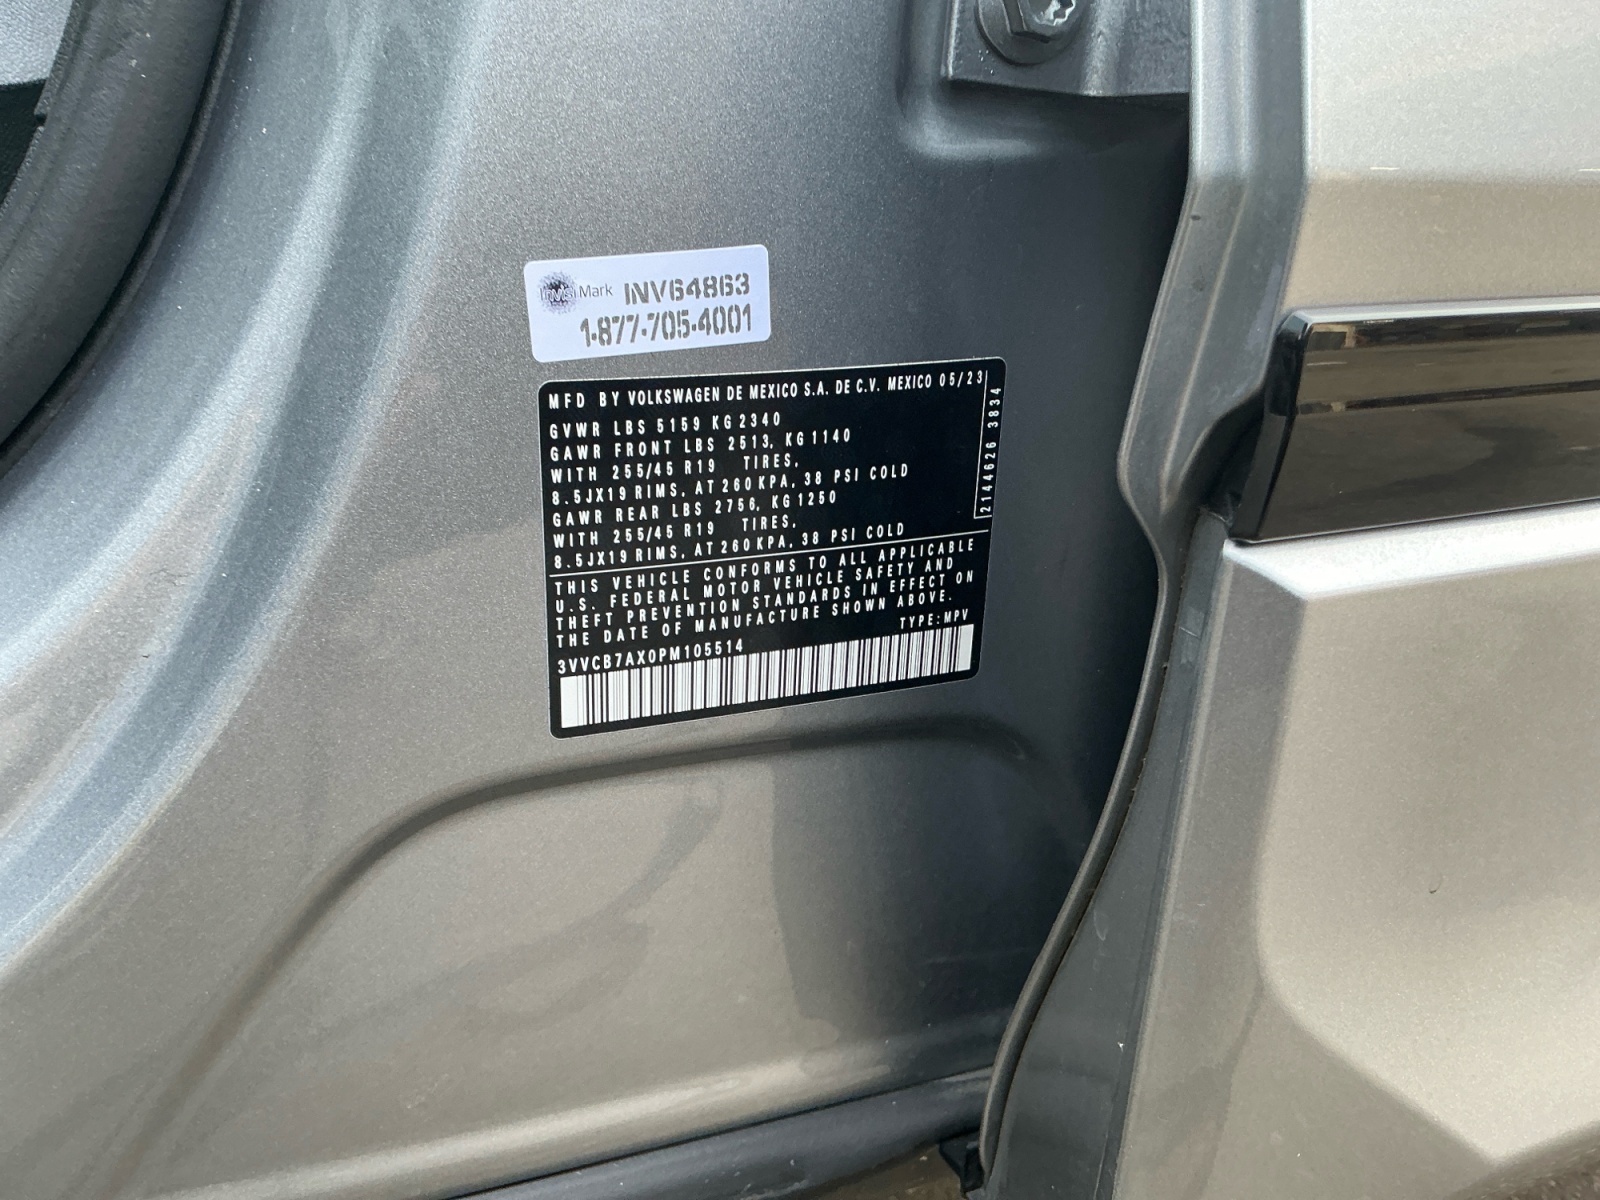 InVisiMark INV64863
1-877-705-4001
MFD BY VOLKSWAGEN DE MEXICO S.A. DE C.V. MEXICO 05/23
GVWR LBS 5159 KG 2340
GAWR FRONT LBS 2513, KG 1140
WITH 255/45 R19 TIRES,
8.5JX19 RIMS, AT 260 KPA, 38 PSI COLD
GAWR REAR LBS 2756, KG 1250
WITH 255/45 R19 TIRES,
8.5JX19 RIMS, AT 260 KPA, 38 PSI COLD
2144626 3834
THIS VEHICLE CONFORMS TO ALL APPLICABLE
U.S. FEDERAL MOTOR VEHICLE SAFETY AND
THEFT PREVENTION STANDARDS IN EFFECT ON
THE DATE OF MANUFACTURE SHOWN ABOVE.
TYPE: MPV
3VVCB7AX0PM105514